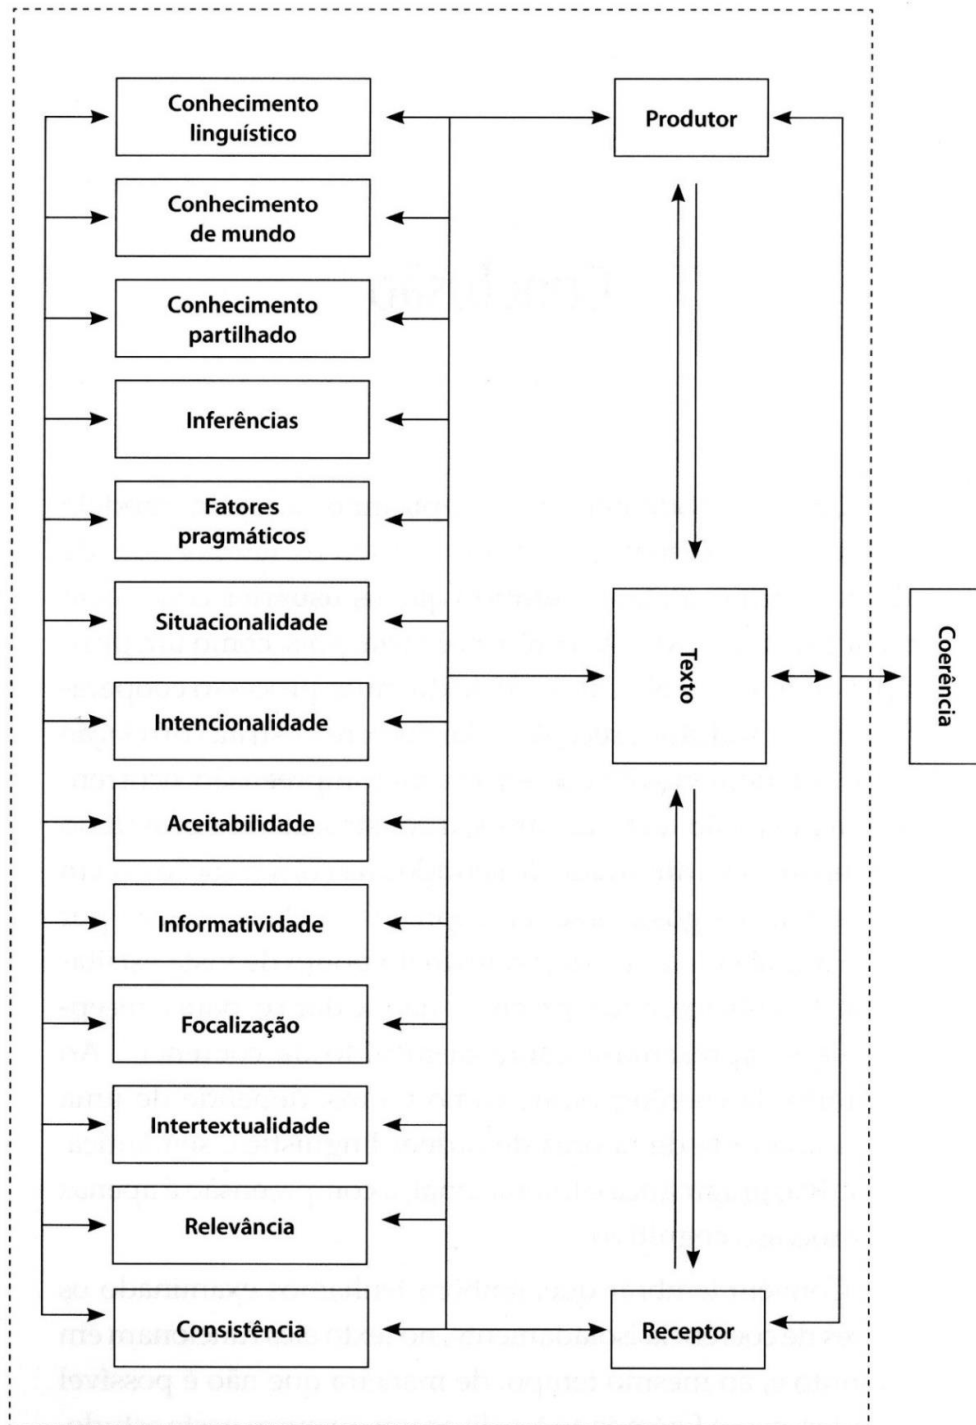 Conhecimento
linguístico
Produtor
Conhecimento
de mundo
Conhecimento
partilhado
Inferências
Fatores
pragmáticos
Situacionalidade
Texto
Coerência
Intencionalidade
Aceitabilidade
Informatividade
Focalização
Intertextualidade
Relevância
Consistência
Receptor